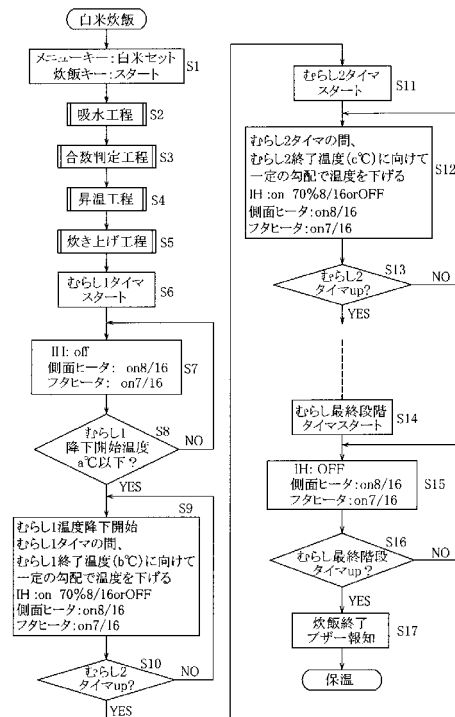 白米炊飯
メニューキー：白米セット
炊飯キー：スタート
S1
吸水工程
S2
合数判定工程
S3
昇温工程
S4
炊き上げ工程
S5
むらし1タイマ
スタート
S6
IH: off
側面ヒータ: on8/16
フタヒータ: on7/16
S7
S8
むらし1
降下開始温度
a℃以下？
NO
YES
S9
むらし1温度降下開始
むらし1タイマの間、
むらし1終了温度(b℃)に向けて
一定の勾配で温度を下げる
IH :on 70%8/16orOFF
側面ヒータ:on8/16
フタヒータ:on7/16
S10
むらし2
タイマup?
NO
YES
むらし2タイマ
スタート
S11
むらし2タイマの間、
むらし2終了温度(c℃)に向けて
一定の勾配で温度を下げる
IH :on 70%8/16orOFF
側面ヒータ:on8/16
フタヒータ:on7/16
S12
S13
むらし2
タイマup?
NO
YES
むらし最終段階
タイマスタート
S14
IH: OFF
側面ヒータ:on8/16
フタヒータ:on7/16
S15
S16
むらし最終階段
タイマup？
NO
YES
炊飯終了
ブザー報知
S17
保温